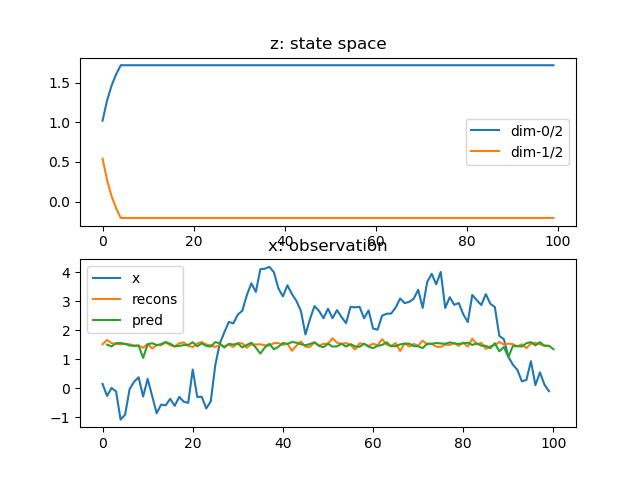 z: state space
1.5
1.0
0.5
0.0
dim-0/2
dim-1/2
0 20 40 60 80 100
x: observation
4
3
2
1
0
−1
x
recons
pred
0 20 40 60 80 100